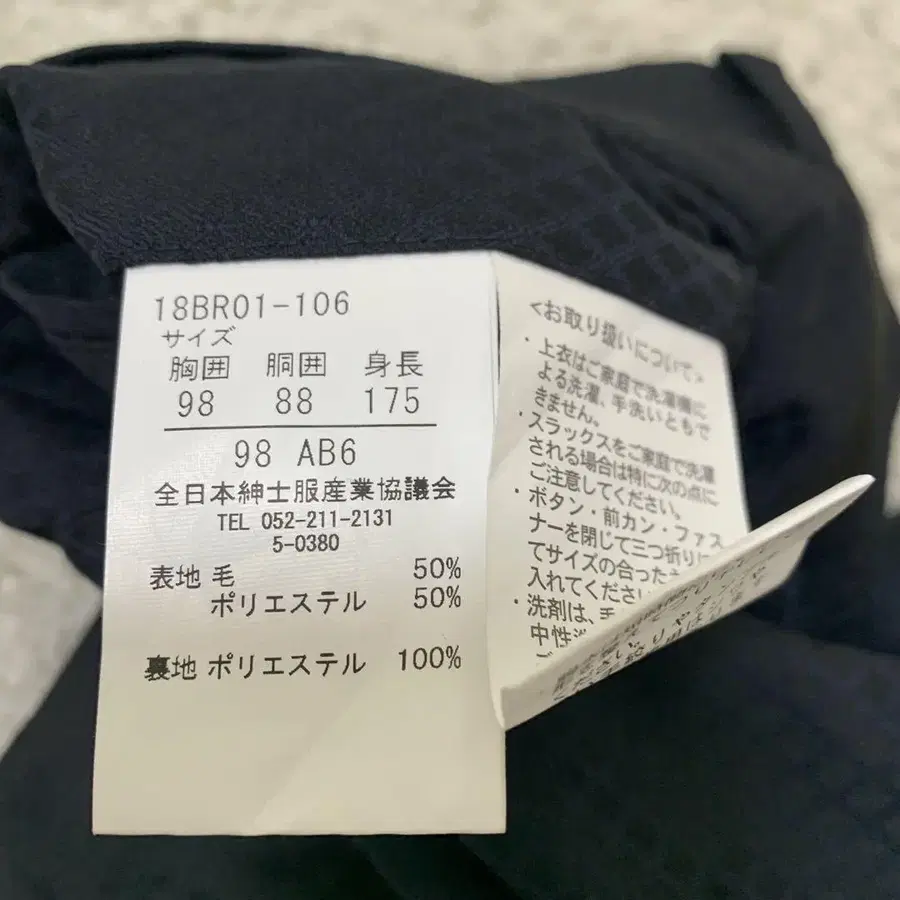 18BR01-106
サイズ
胸囲 胴囲 身長
98 88 175
98 AB6
全日本紳士服産業協議会
TEL 052-211-2131
5-0380
表地 毛 50%
ポリエステル 50%
裏地 ポリエステル 100%
<お取り扱いについて>
・上衣はご家庭で洗濯機に
よる洗濯、手洗いともで
きません。
・スラックスをご家庭で洗濯
される場合は特に次の点に
ご注意してください。
・ボタン・前カン・ファス
ナーを閉じて三つ折りに
てサイズの合った
入れてください
・洗剤は、
中性